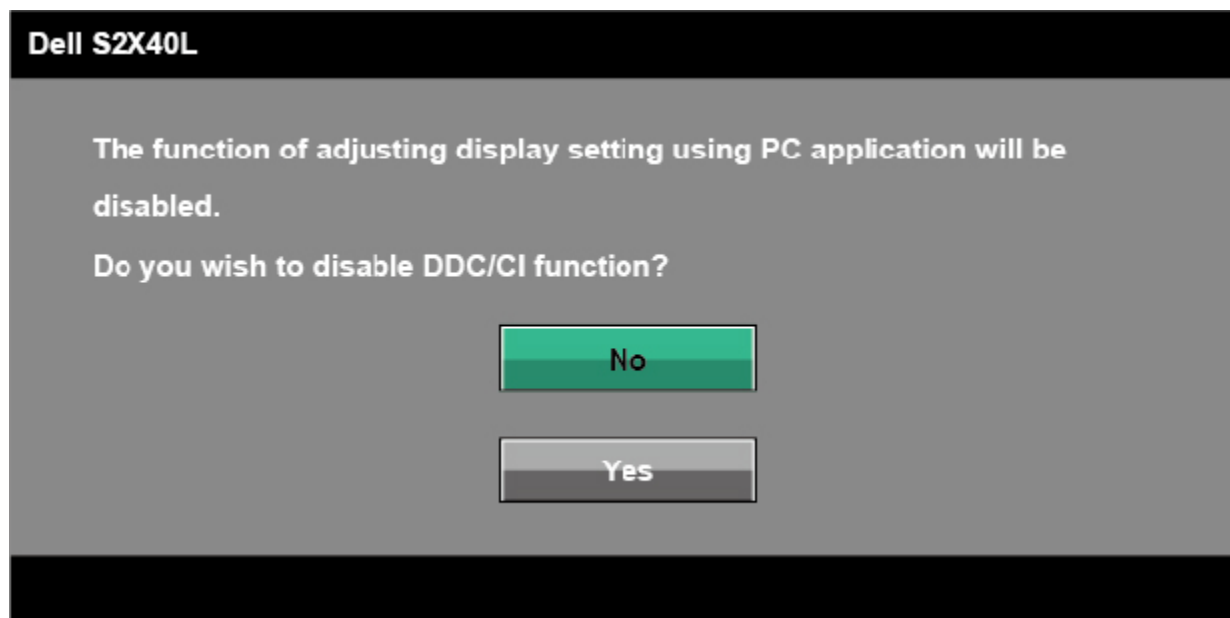 Dell S2X40L
The function of adjusting display setting using PC application will be
disabled.
Do you wish to disable DDC/CI function?
No
Yes